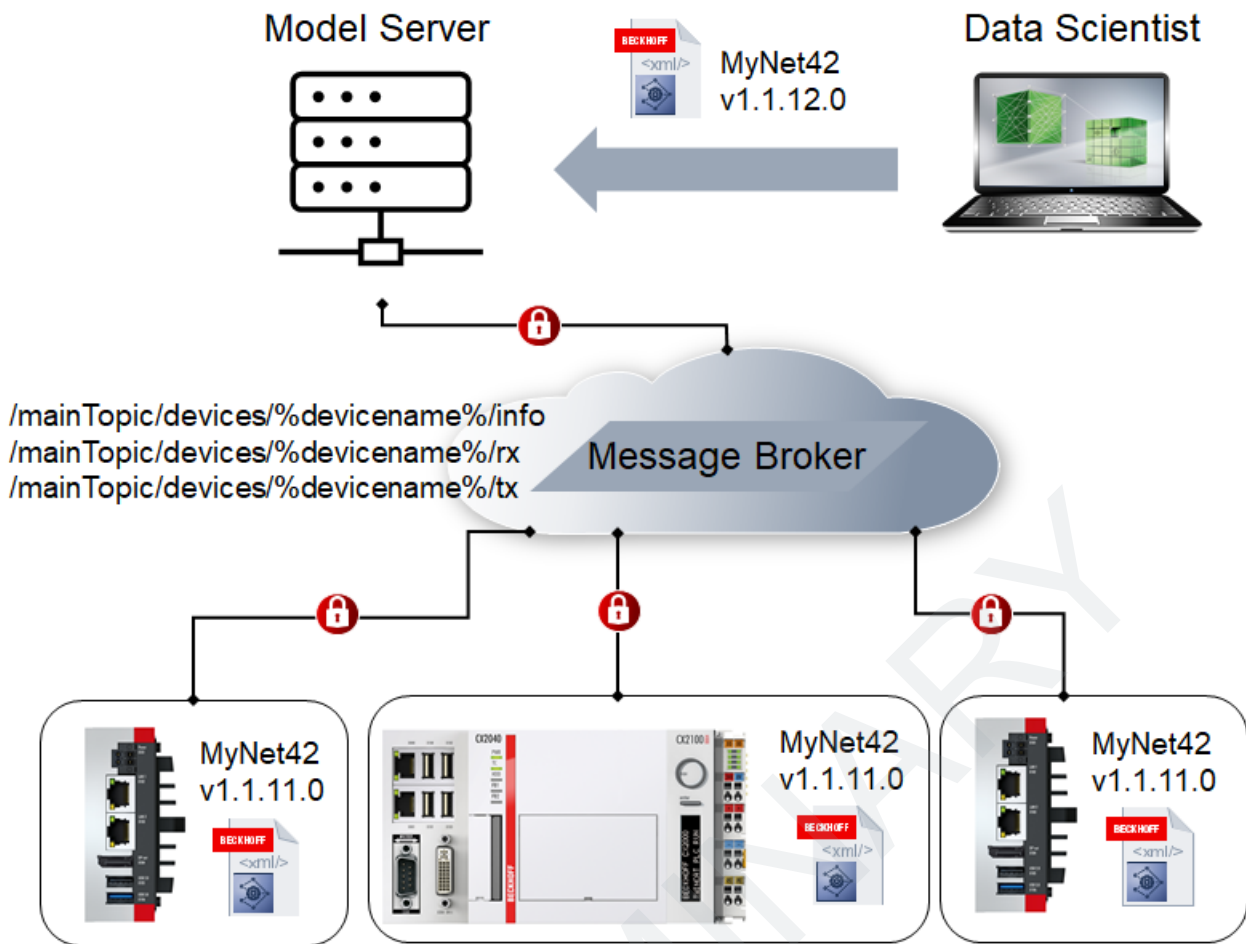 Model Server
Data Scientist
BECKHOFF
<xml/>
MyNet42
v1.1.12.0
/mainTopic/devices/%devicename%/info
/mainTopic/devices/%devicename%/rx
/mainTopic/devices/%devicename%/tx
Message Broker
MyNet42
v1.1.11.0
BECKHOFF
<xml/>
CX2040
BECKHOFF
CX2100
MyNet42
v1.1.11.0
BECKHOFF
<xml/>
MyNet42
v1.1.11.0
BECKHOFF
<xml/>